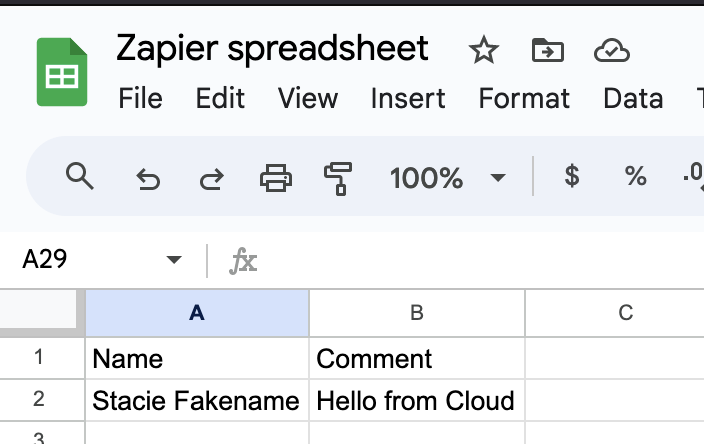 Zapier spreadsheet
File Edit View Insert Format Data
100% $ % .0
A29 fx
A B C
1 Name Comment
2 Stacie Fakename Hello from Cloud
3